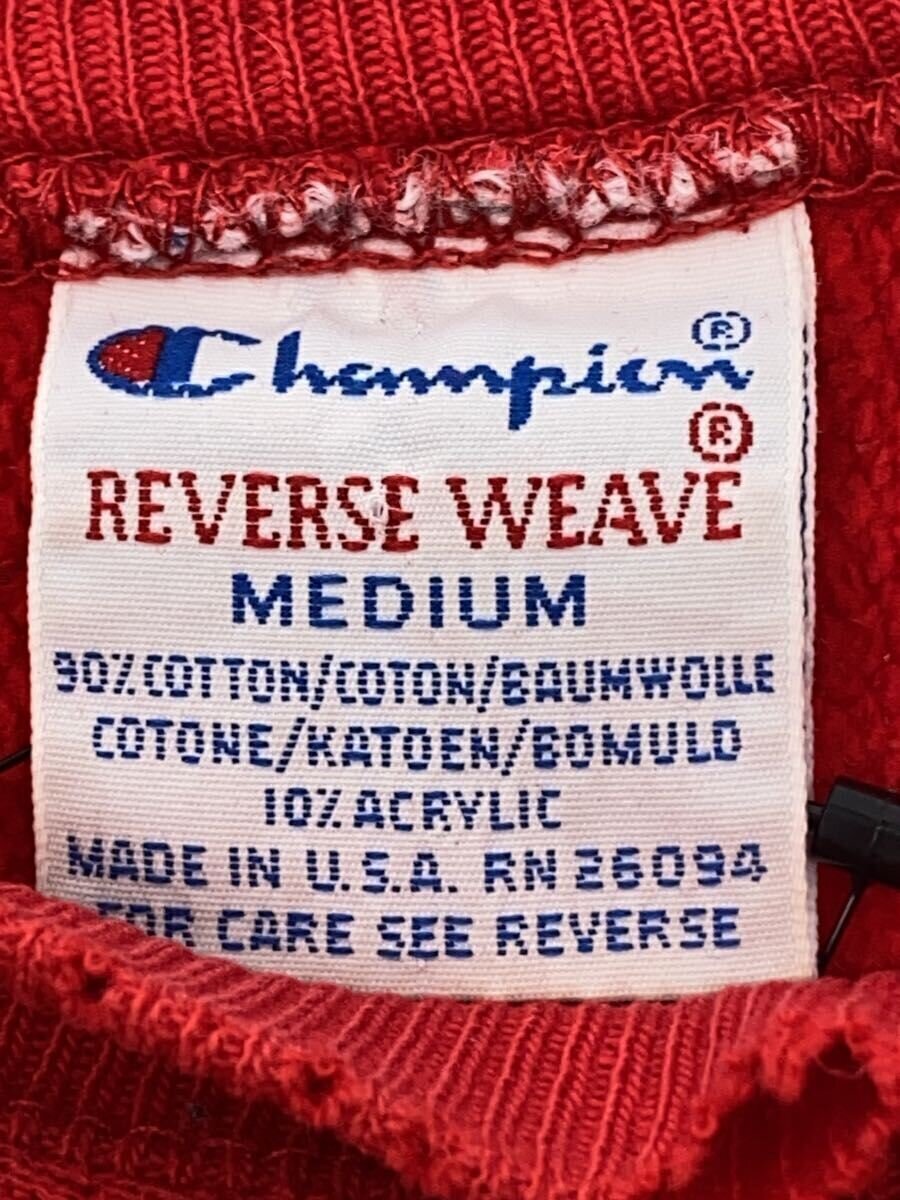 Champion®
®
REVERSE WEAVE
MEDIUM
90% COTTON/COTON/BAUMWOLLE
COTONE/KATOEN/BOMULD
10% ACRYLIC
MADE IN U.S.A. RN 26094
FOR CARE SEE REVERSE